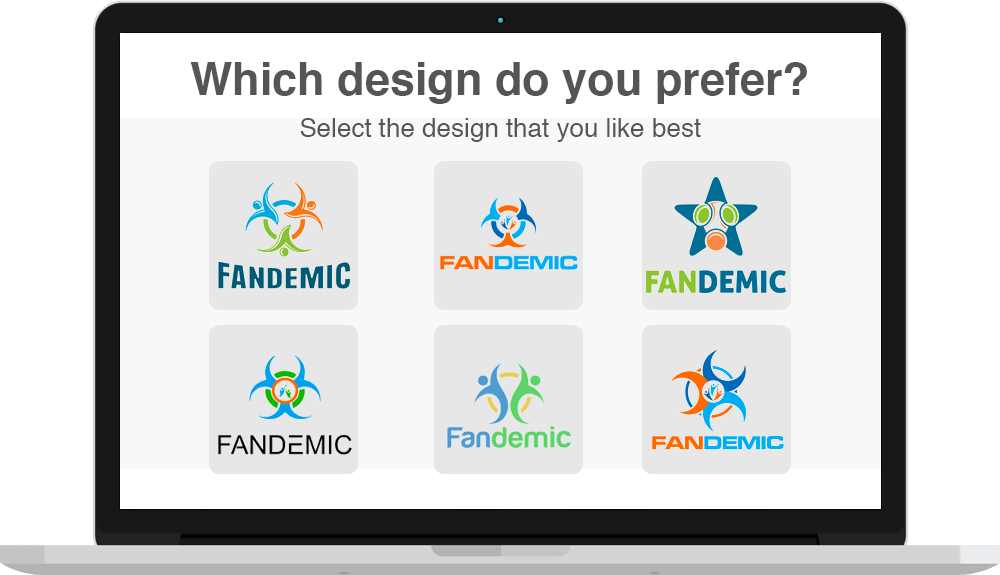 Which design do you prefer?
Select the design that you like best
FANDEMIC
FANDEMIC
FANDEMIC
FANDEMIC
Fandemic
FANDEMIC